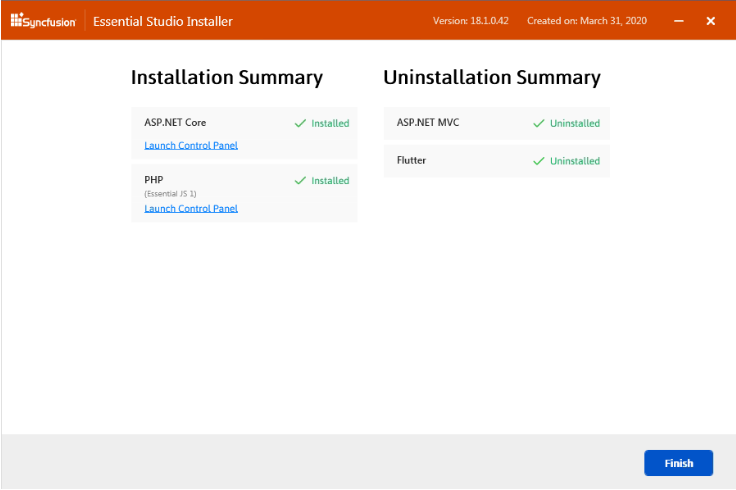 Syncfusion Essential Studio Installer Version: 18.1.0.42 Created on: March 31, 2020
Installation Summary
ASP.NET Core Installed
Launch Control Panel
PHP Installed
(Essential JS 1)
Launch Control Panel
Uninstallation Summary
ASP.NET MVC Uninstalled
Flutter Uninstalled
Finish